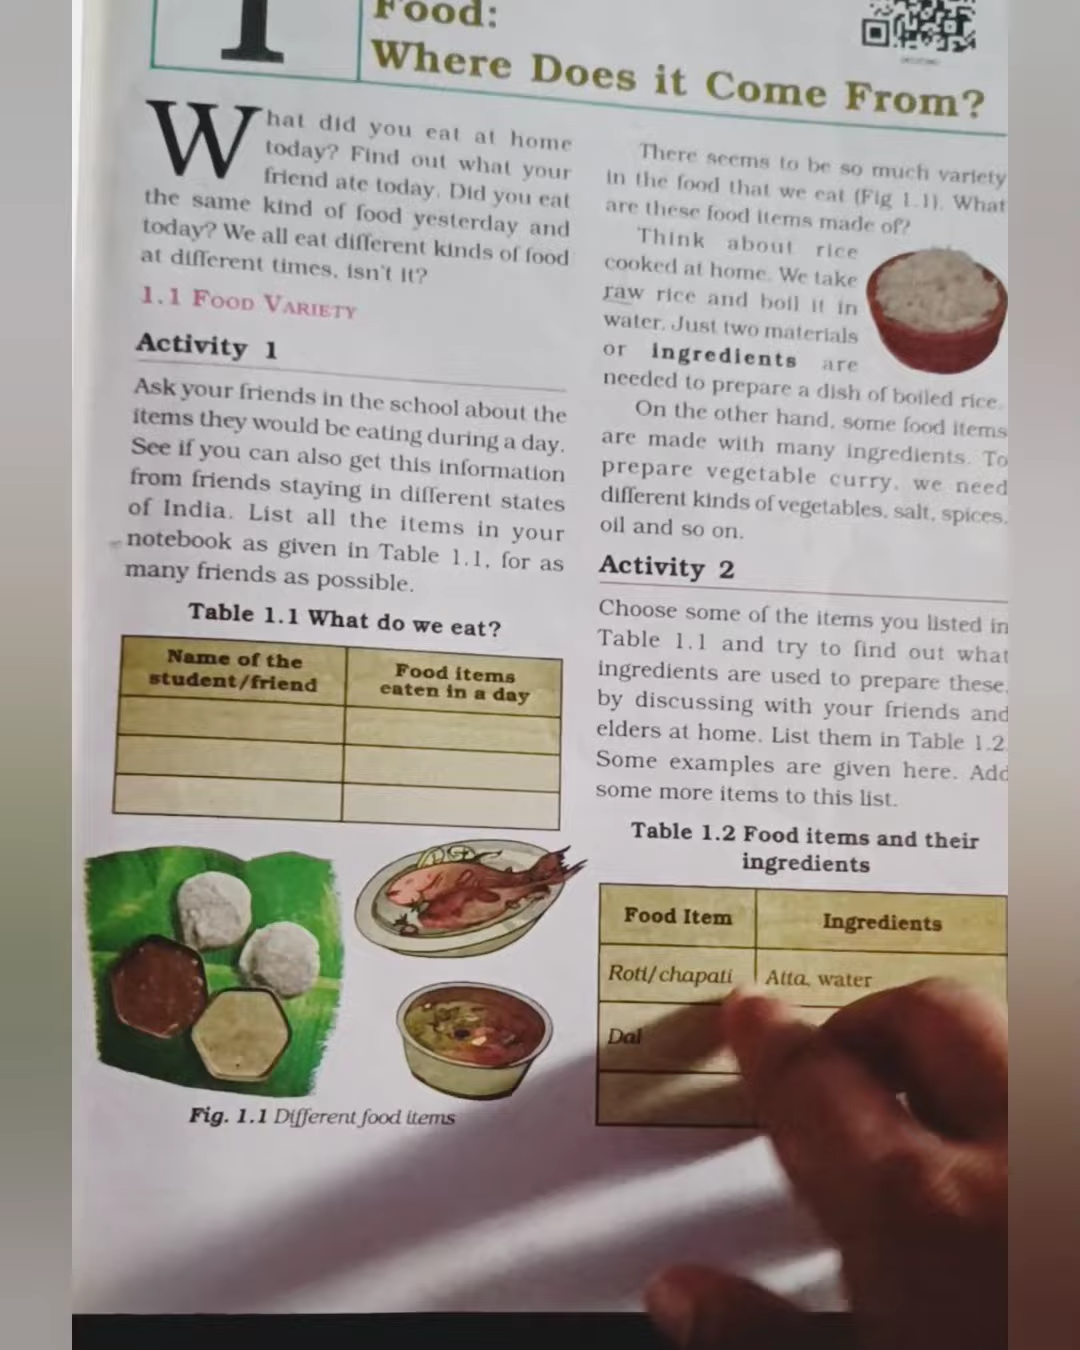 1
Food:
Where Does it Come From?
What did you eat at home
today? Find out what your
friend ate today. Did you eat
the same kind of food yesterday and
today? We all eat different kinds of food
at different times, isn't it?
1.1 FOOD VARIETY
Activity 1
Ask your friends in the school about the
items they would be eating during a day.
See if you can also get this information
from friends staying in different states
of India. List all the items in your
notebook as given in Table 1.1, for as
many friends as possible.
Table 1.1 What do we eat?
Name of the
student/friend
Food items
eaten in a day
Fig. 1.1 Different food items
There seems to be so much variety
in the food that we eat (Fig 1.1). What
are these food items made of?
Think about rice
cooked at home. We take
raw rice and boil it in
water. Just two materials
or ingredients are
needed to prepare a dish of boiled rice.
On the other hand, some food items
are made with many ingredients. To
prepare vegetable curry, we need
different kinds of vegetables, salt, spices,
oil and so on.
Activity 2
Choose some of the items you listed in
Table 1.1 and try to find out what
ingredients are used to prepare these,
by discussing with your friends and
elders at home. List them in Table 1.2.
Some examples are given here. Add
some more items to this list.
Table 1.2 Food items and their
ingredients
Food Item
Ingredients
Roti/chapati
Atta, water
Dal